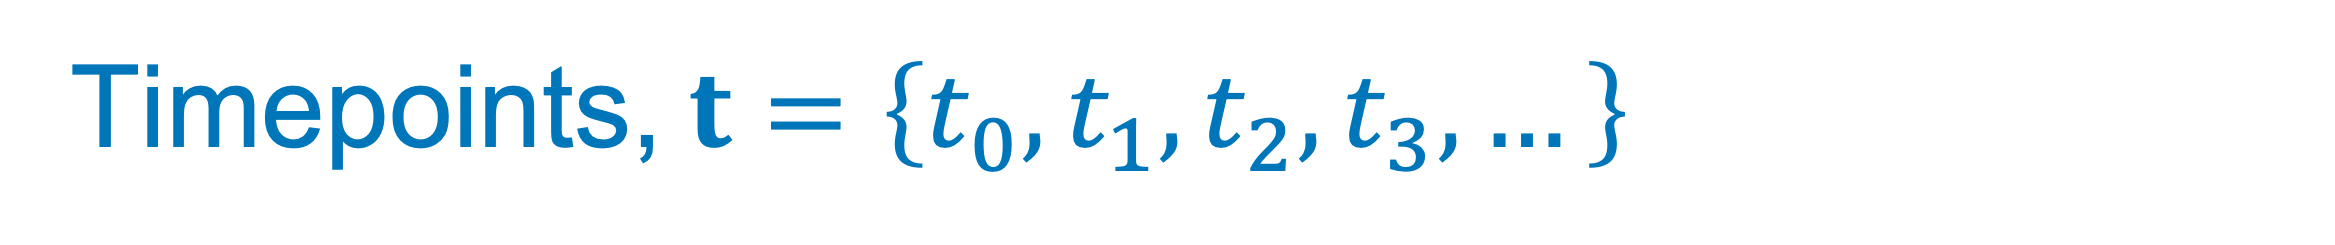 Timepoints, t = {t₀, t₁, t₂, t₃, … }